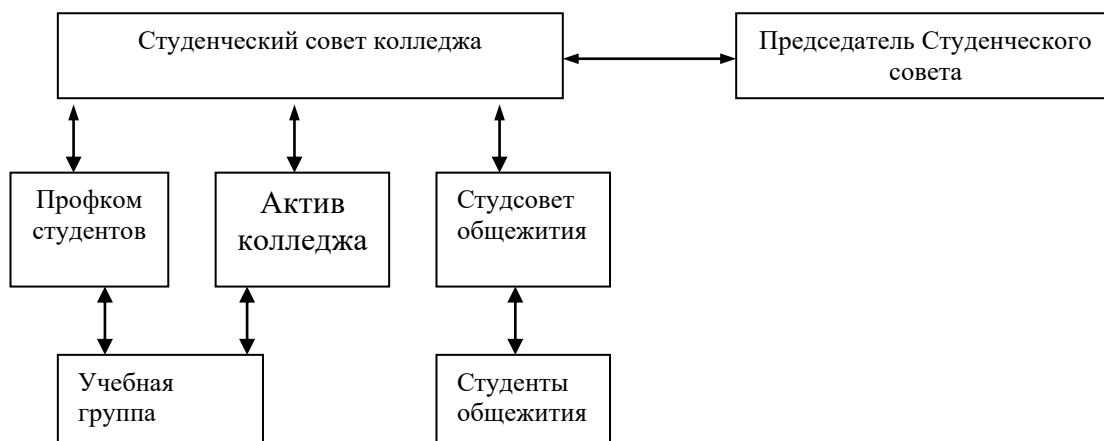 Студенческий совет колледжа
Председатель Студенческого
совета
Профком
студентов
Актив
колледжа
Студсовет
общежития
Учебная
группа
Студенты
общежития